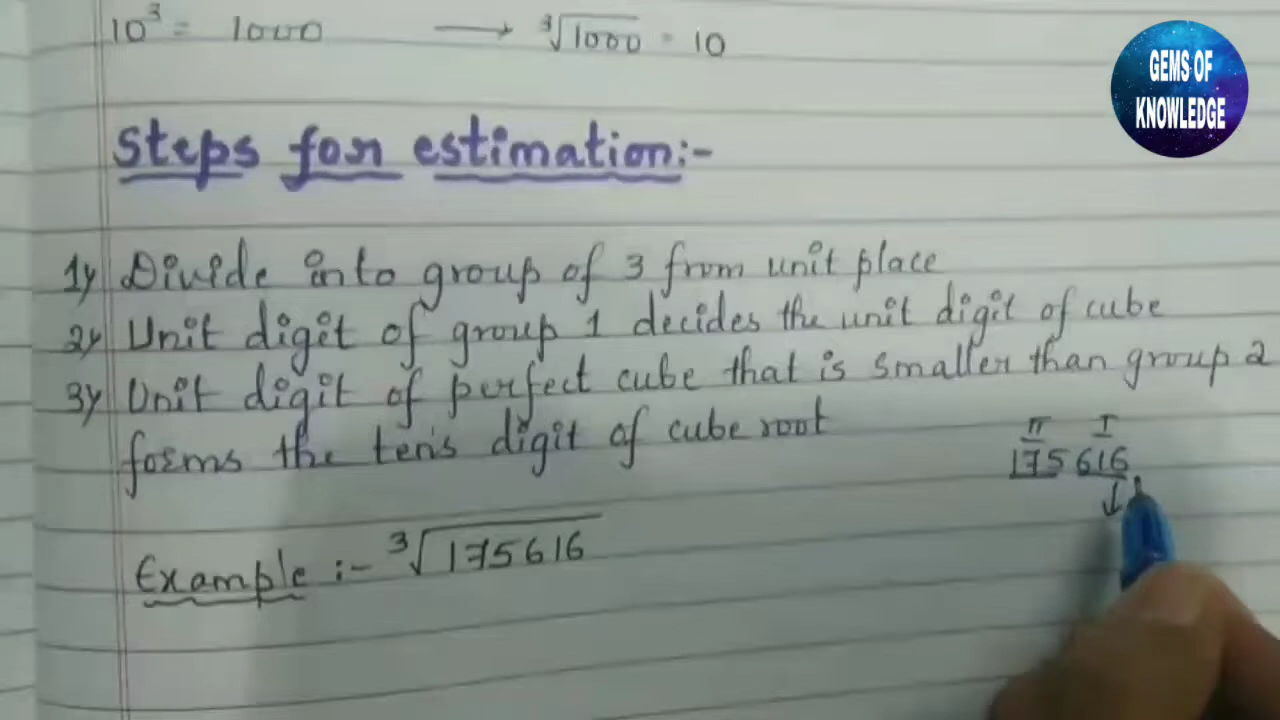 10³ = 1000 → ³√1000 = 10
GEMS OF
KNOWLEDGE
Steps for estimation:-
1) Divide into group of 3 from unit place
2) Unit digit of group 1 decides the unit digit of cube
3) Unit digit of perfect cube that is smaller than group 2
forms the ten's digit of cube root
II I
175 616
↓
Example :- ³√175616